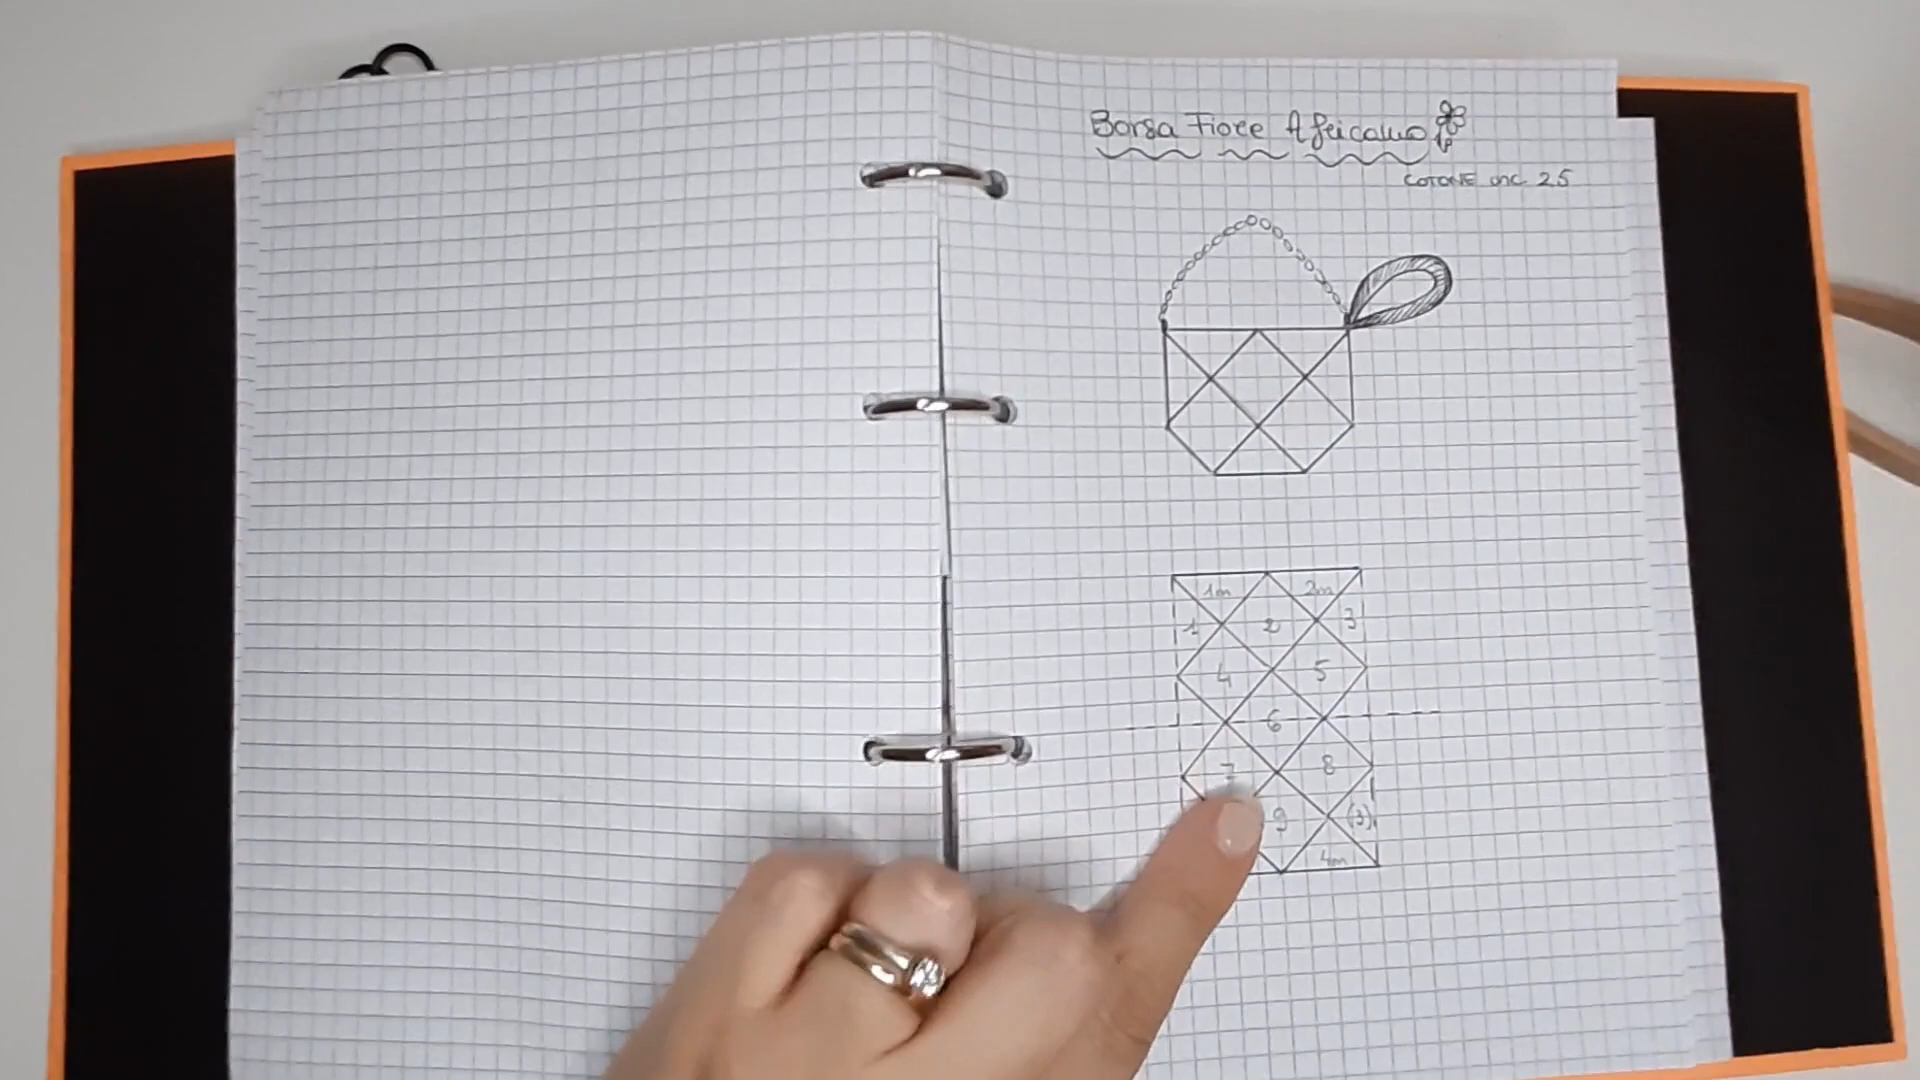 Borsa Fiore Africano
COTONE unc. 2.5
1m 2m
1 2 3
4 5
6
7 8
9 (3)
4m